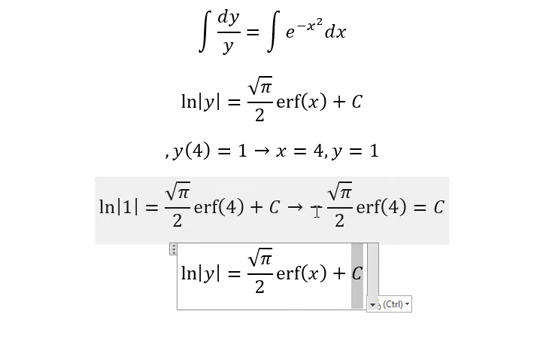 ∫ dy/y = ∫ e^{-x^2} dx
ln|y| = √π/2 erf(x) + C
, y(4) = 1 → x = 4, y = 1
ln|1| = √π/2 erf(4) + C → −√π/2 erf(4) = C
ln|y| = √π/2 erf(x) + C
(Ctrl)